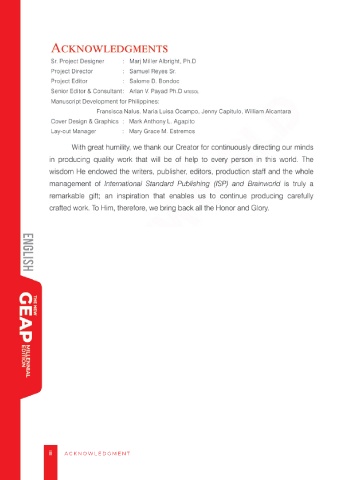 ACKNOWLEDGMENTS
Sr. Project Designer : Marj Miller Albright, Ph.D
Project Director : Samuel Reyes Sr.
Project Editor : Salome D. Bondoc
Senior Editor & Consultant : Arlan V. Payad Ph.D
Manuscript Development for Philippines:
Francisca Natus, Maria Luisa Ocampo, Jenny Capitulo, William Alcantara
Cover Design & Graphics : Mark Anthony L. Agapito
Lay-out Manager : Mary Grace M. Estremos
With great humility, we thank our Creator for continuously directing our minds
in producing quality work that will be of help to every person in this world. The
wisdom He endowed the writers, publisher, editors, production staff and the whole
management of International Standard Publishing (ISP) and Brainworld is truly a
remarkable gift; an inspiration that enables us to continue producing carefully
crafted work. To Him, therefore, we bring back all the Honor and Glory.
ENGLISH
THE NEW
GEAP
MILLENNIAL
EDITION
ACKNOWLEDGMENT